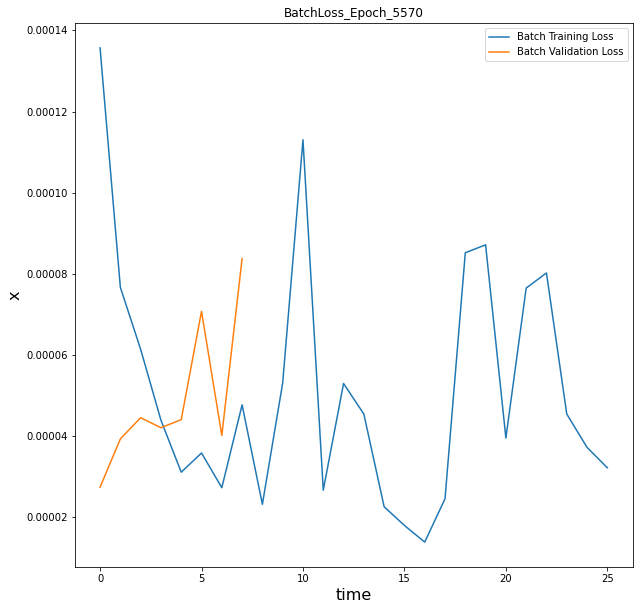 BatchLoss_Epoch_5570
Batch Training Loss
Batch Validation Loss
0.00014
0.00012
0.00010
0.00008
0.00006
0.00004
0.00002
x
0
5
10
15
20
25
time